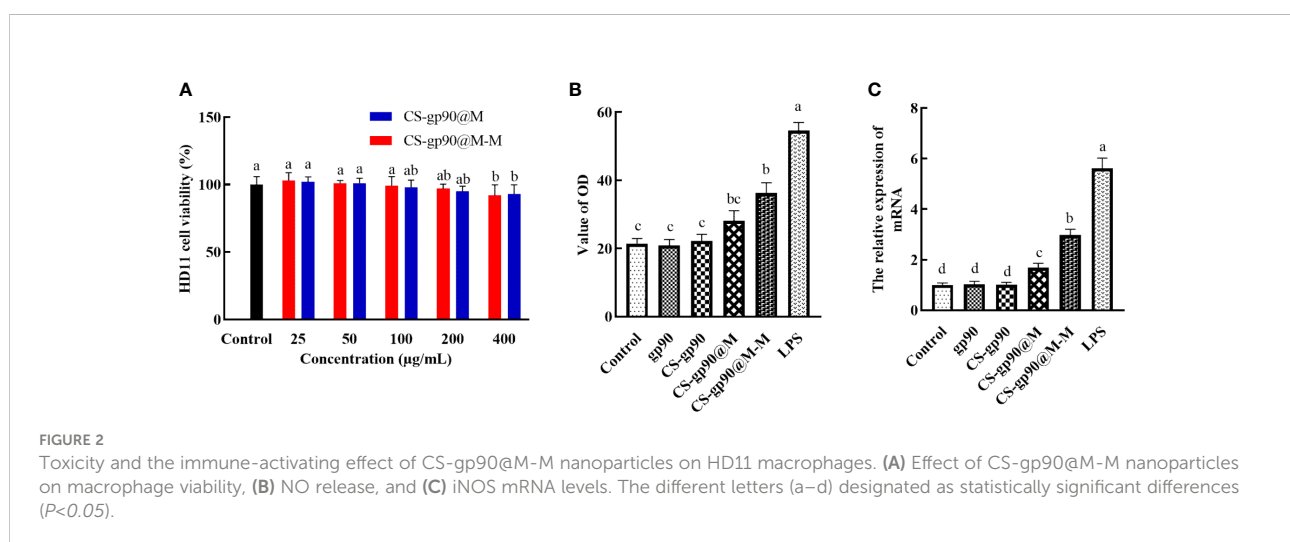 A
150
100
50
0
HD11 cell viability (%)
CS-gp90@M
CS-gp90@M-M
a a a a a a ab ab ab b b
Control 25 50 100 200 400
Concentration (μg/mL)
B
60
40
20
0
Value of OD
c c c bc b a
Control gp90 CS-gp90 CS-gp90@M CS-gp90@M-M LPS
C
8
6
4
2
0
The relative expression of
mRNA
d d d c b a
Control gp90 CS-gp90 CS-gp90@M CS-gp90@M-M LPS
FIGURE 2
Toxicity and the immune-activating effect of CS-gp90@M-M nanoparticles on HD11 macrophages. (A) Effect of CS-gp90@M-M nanoparticles
on macrophage viability, (B) NO release, and (C) iNOS mRNA levels. The different letters (a–d) designated as statistically significant differences
(P<0.05).